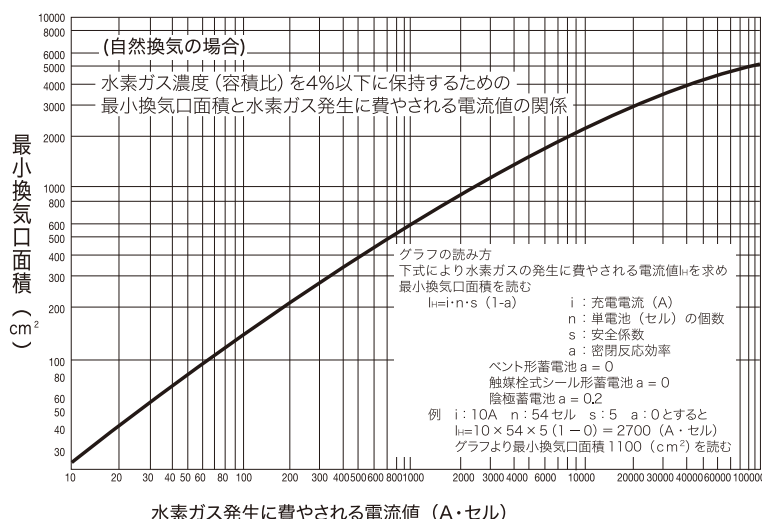 (自然換気の場合)
水素ガス濃度（容積比）を4%以下に保持するための
最小換気口面積と水素ガス発生に費やされる電流値の関係
最小換気口面積（cm²）
10000
8000
6000
5000
4000
3000
2000
1000
800
600
500
400
300
200
100
80
60
50
40
30
グラフの読み方
下式により水素ガスの発生に費やされる電流値IHを求め
最小換気口面積を読む
IH=i・n・s (1-a)
i：充電電流（A）
n：単電池（セル）の個数
s：安全係数
a：密閉反応効率
ベント形蓄電池 a = 0
触媒栓式シール形蓄電池 a = 0
陰極蓄電池 a = 0.2
例　i：10A　n：54セル　s：5　a：0とすると
IH=10×54×5 (1－0) = 2700（A・セル）
グラフより最小換気口面積 1100（cm²）を読む
10 20 30 40 50 60 80 100 200 300 400 500 600 800 1000 2000 3000 4000 6000 10000 20000 30000 40000 60000 100000
水素ガス発生に費やされる電流値（A・セル）